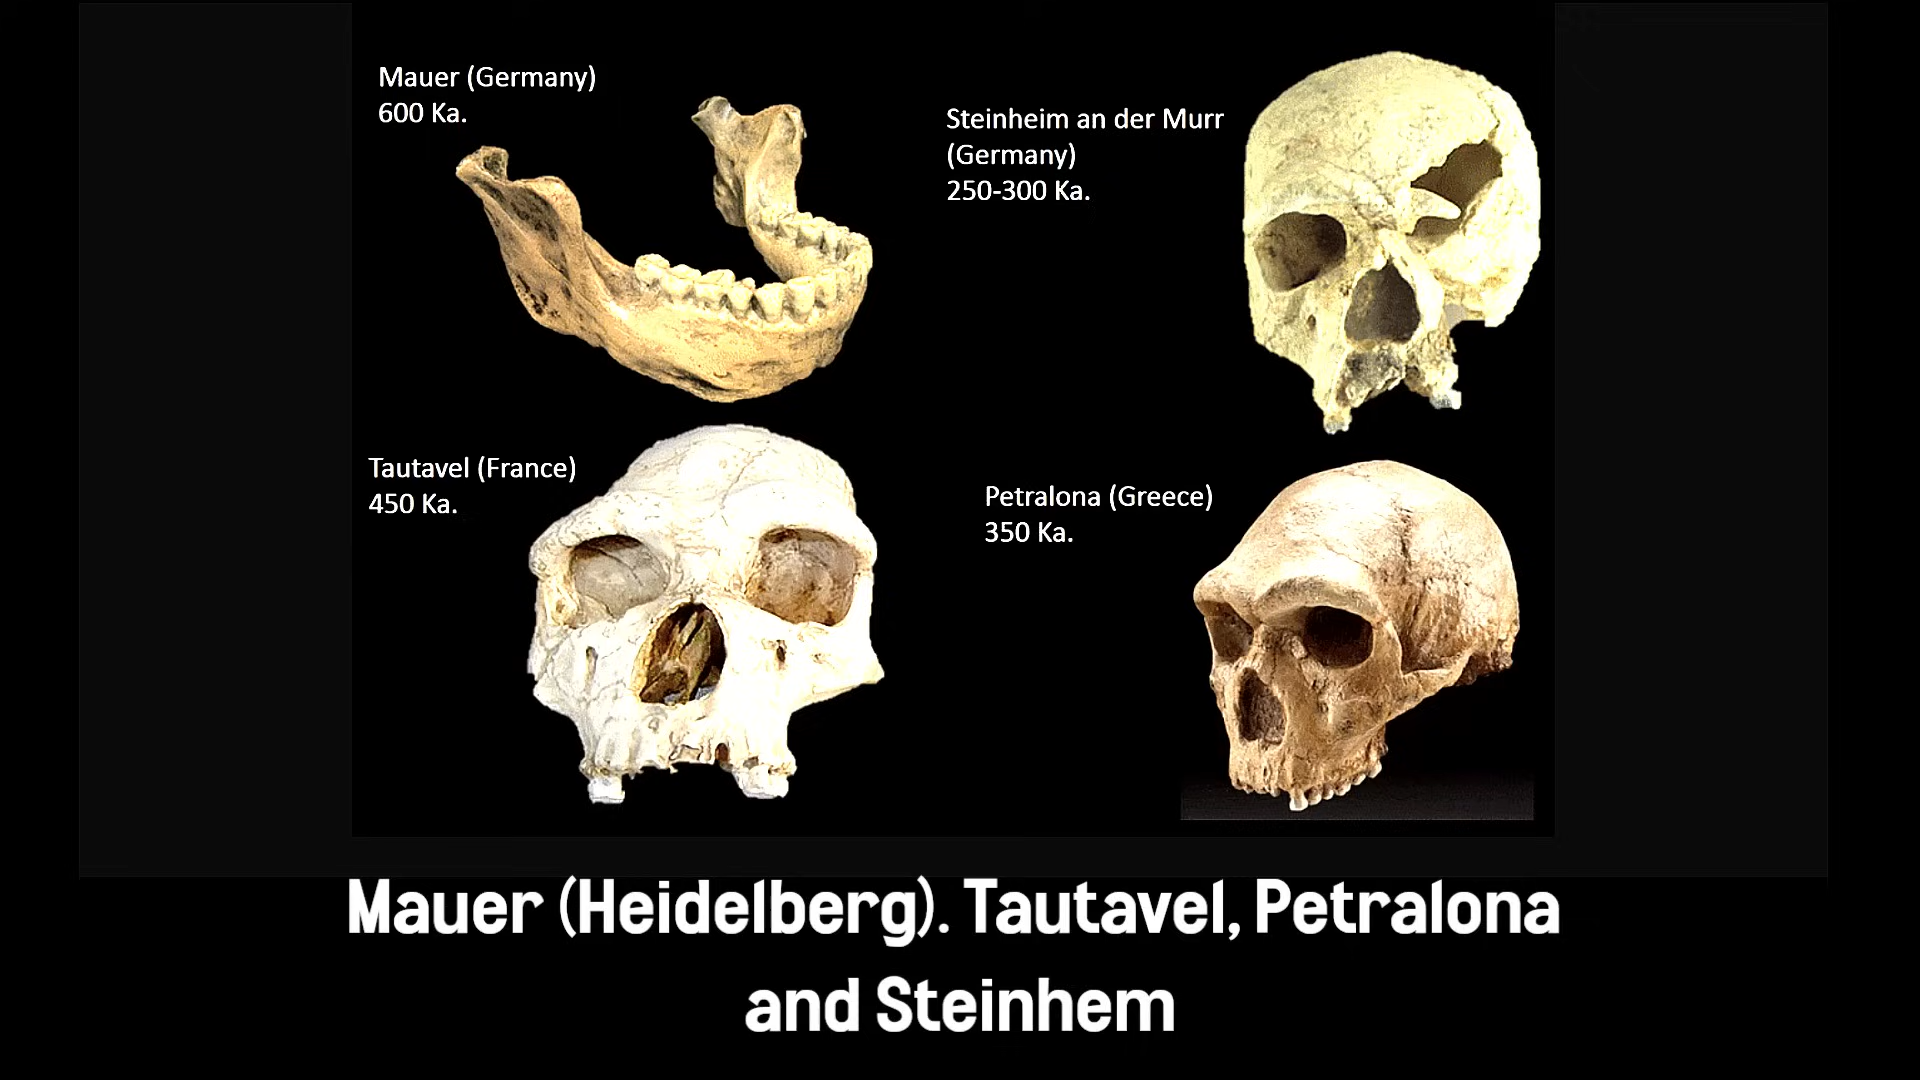 Mauer (Germany)
600 Ka.
Steinheim an der Murr
(Germany)
250-300 Ka.
Tautavel (France)
450 Ka.
Petralona (Greece)
350 Ka.
Mauer (Heidelberg). Tautavel, Petralona
and Steinhem